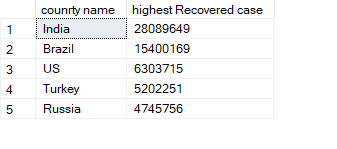 counrty name highest Recovered case
1 India 28089649
2 Brazil 15400169
3 US 6303715
4 Turkey 5202251
5 Russia 4745756